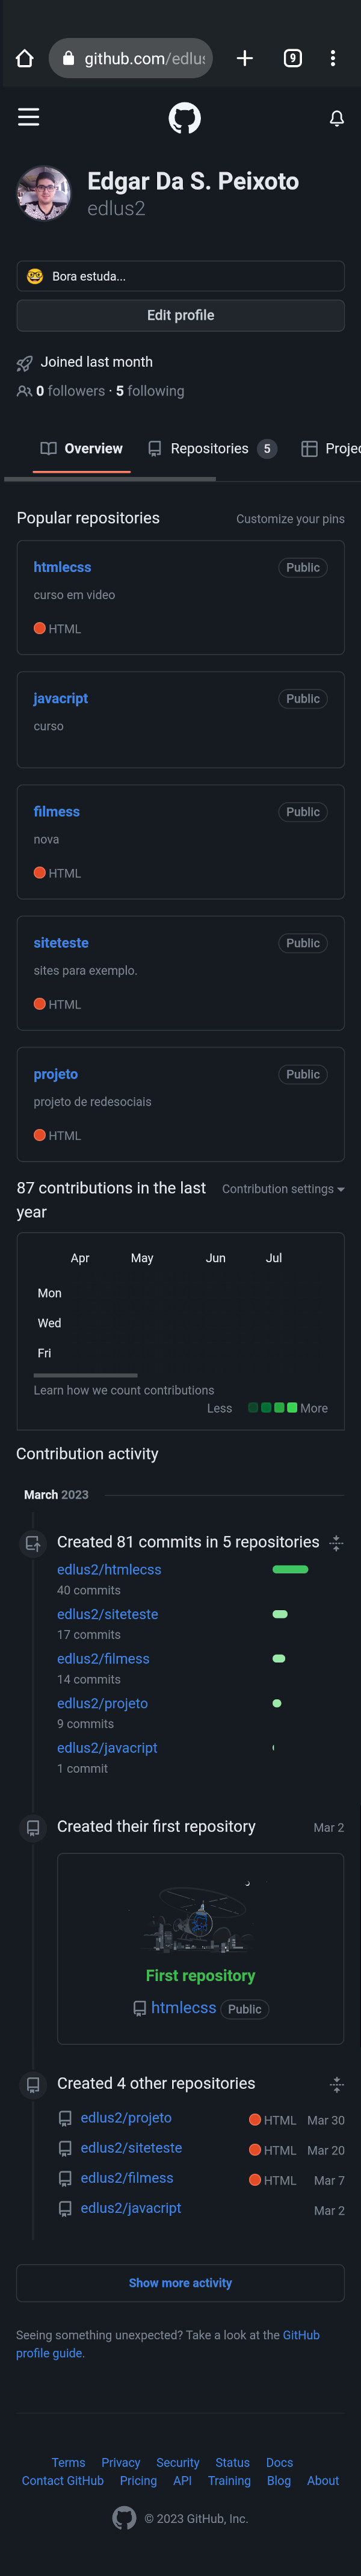 github.com/edlus
9
Edgar Da S. Peixoto
edlus2
Bora estuda...
Edit profile
Joined last month
0 followers · 5 following
Overview Repositories 5 Projec
Popular repositories Customize your pins
htmlecss Public
curso em video
HTML
javacript Public
curso
filmess Public
nova
HTML
siteteste Public
sites para exemplo.
HTML
projeto Public
projeto de redesociais
HTML
87 contributions in the last Contribution settings
year
Apr May Jun Jul
Mon
Wed
Fri
Learn how we count contributions
Less More
Contribution activity
March 2023
Created 81 commits in 5 repositories
edlus2/htmlecss
40 commits
edlus2/siteteste
17 commits
edlus2/filmess
14 commits
edlus2/projeto
9 commits
edlus2/javacript
1 commit
Created their first repository Mar 2
First repository
htmlecss Public
Created 4 other repositories
edlus2/projeto HTML Mar 30
edlus2/siteteste HTML Mar 20
edlus2/filmess HTML Mar 7
edlus2/javacript Mar 2
Show more activity
Seeing something unexpected? Take a look at the GitHub
profile guide.
Terms Privacy Security Status Docs
Contact GitHub Pricing API Training Blog About
© 2023 GitHub, Inc.